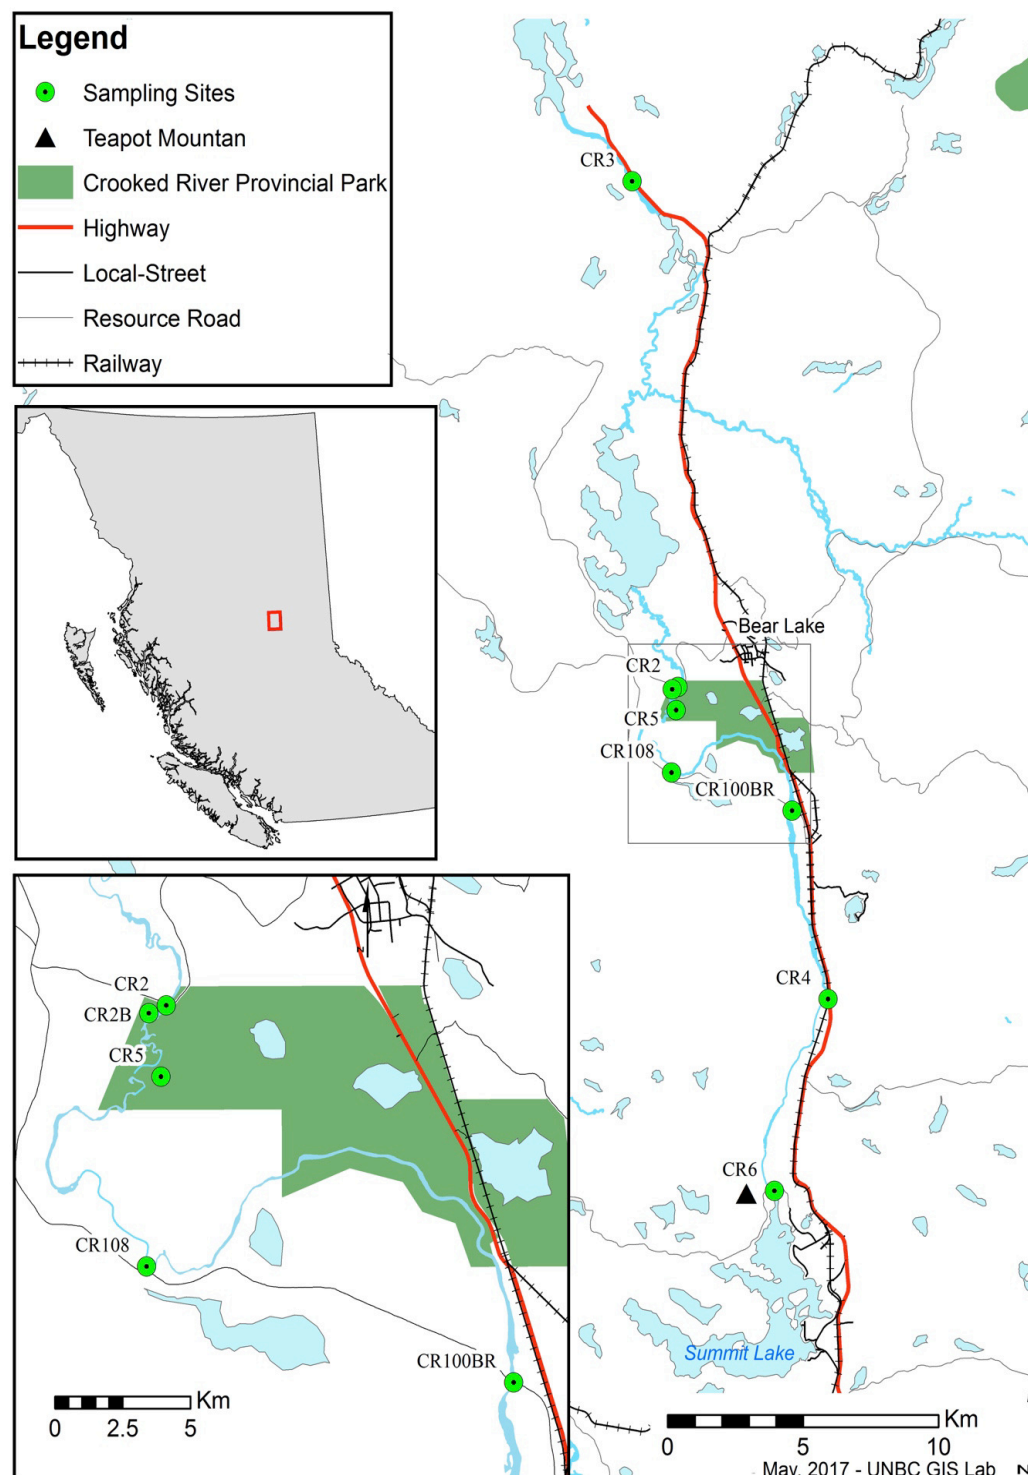 Legend
Sampling Sites
Teapot Mountan
Crooked River Provincial Park
Highway
Local-Street
Resource Road
Railway
CR3
Bear Lake
CR2
CR5
CR108
CR100BR
CR4
CR6
Summit Lake
CR2
CR2B
CR5
CR108
CR100BR
Km
0 2.5 5
Km
0 5 10
May, 2017 - UNBC GIS Lab
N
z